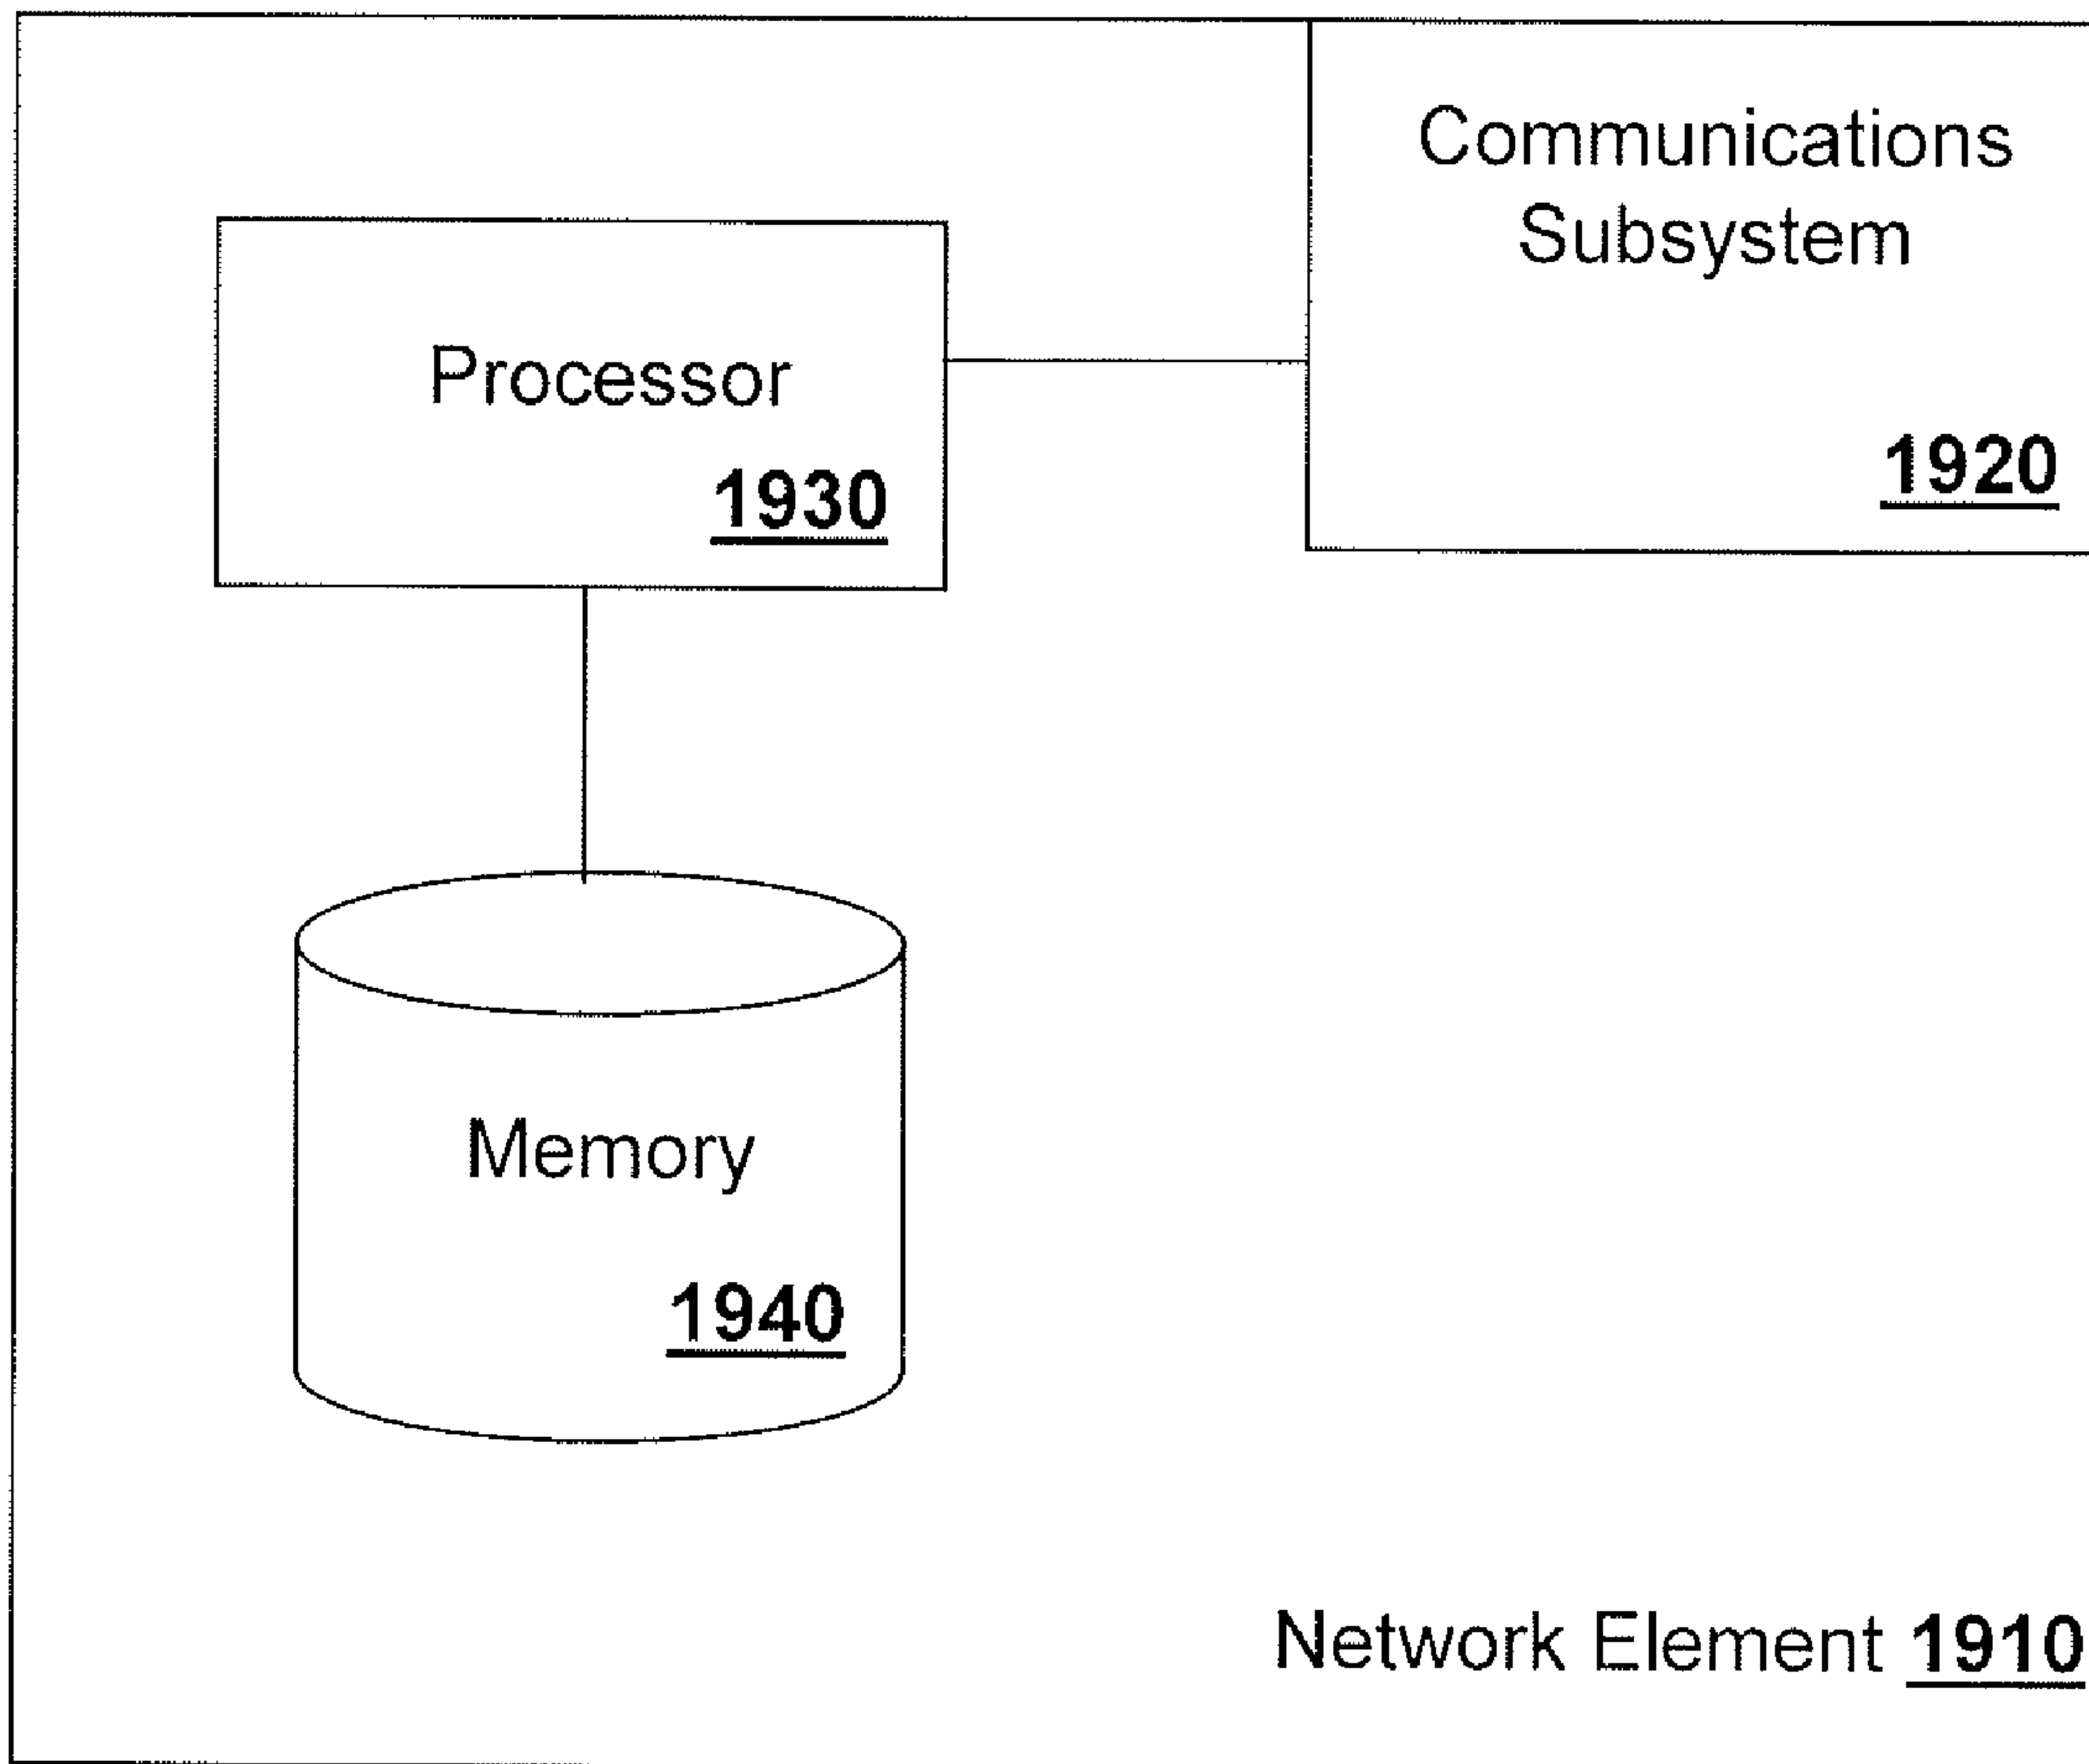 Communications
Subsystem
1920
Processor
1930
Memory
1940
Network Element 1910